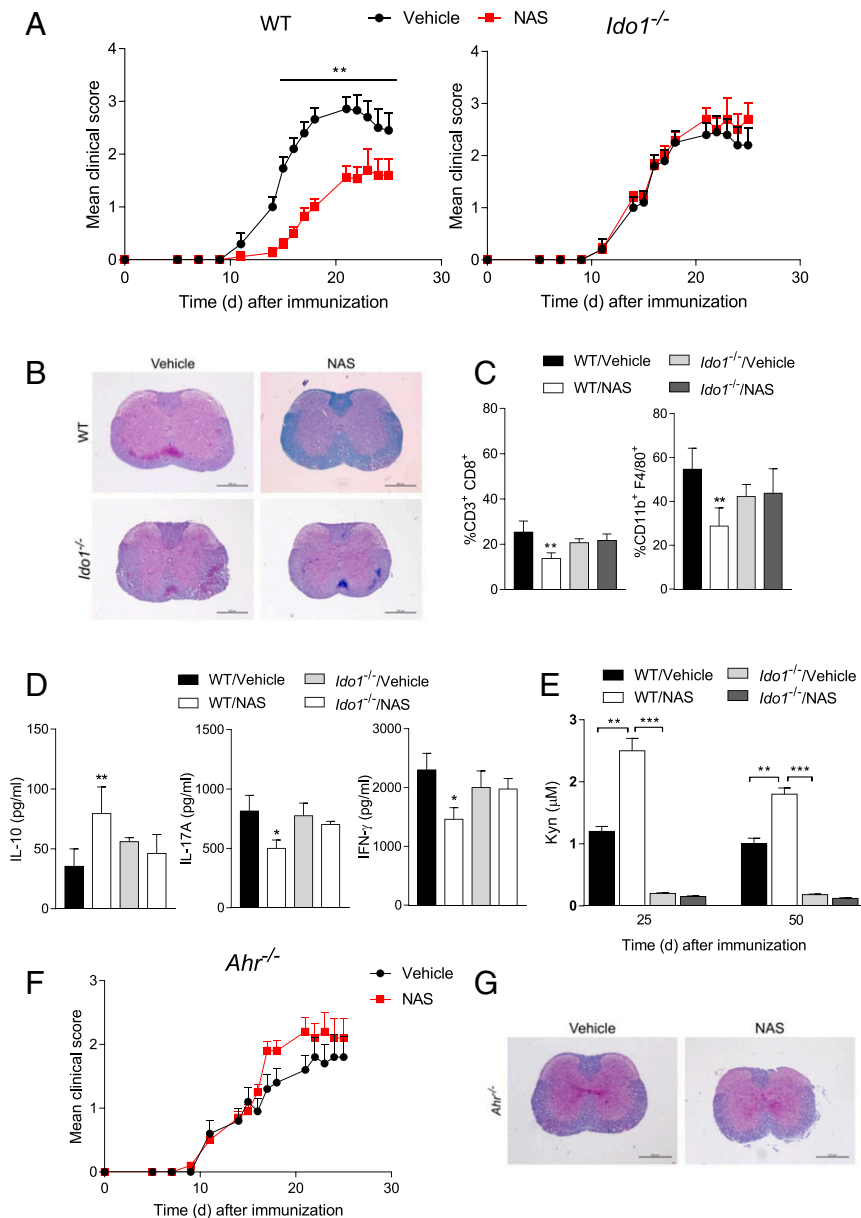 A
WT
Vehicle
NAS
Ido1-/-
**
Mean clinical score
4
3
2
1
0
0
10
20
30
Time (d) after immunization
Mean clinical score
4
3
2
1
0
0
10
20
30
Time (d) after immunization
B
Vehicle
NAS
WT
Ido1-/-
C
WT/Vehicle
Ido1-/-/Vehicle
WT/NAS
Ido1-/-/NAS
%CD3+ CD8+
80
60
40
20
0
**
%CD11b+ F4/80+
80
60
40
20
0
**
D
WT/Vehicle
Ido1-/-/Vehicle
WT/NAS
Ido1-/-/NAS
IL-10 (pg/ml)
150
100
50
0
**
IL-17A (pg/ml)
1500
1000
500
0
*
IFN-γ (pg/ml)
3000
2000
1000
0
*
E
WT/Vehicle
Ido1-/-/Vehicle
WT/NAS
Ido1-/-/NAS
Kyn (μM)
3
2
1
0
** ***
** ***
25
50
Time (d) after immunization
F
Ahr-/-
Vehicle
NAS
Mean clinical score
3
2
1
0
0
10
20
30
Time (d) after immunization
G
Vehicle
NAS
Ahr-/-